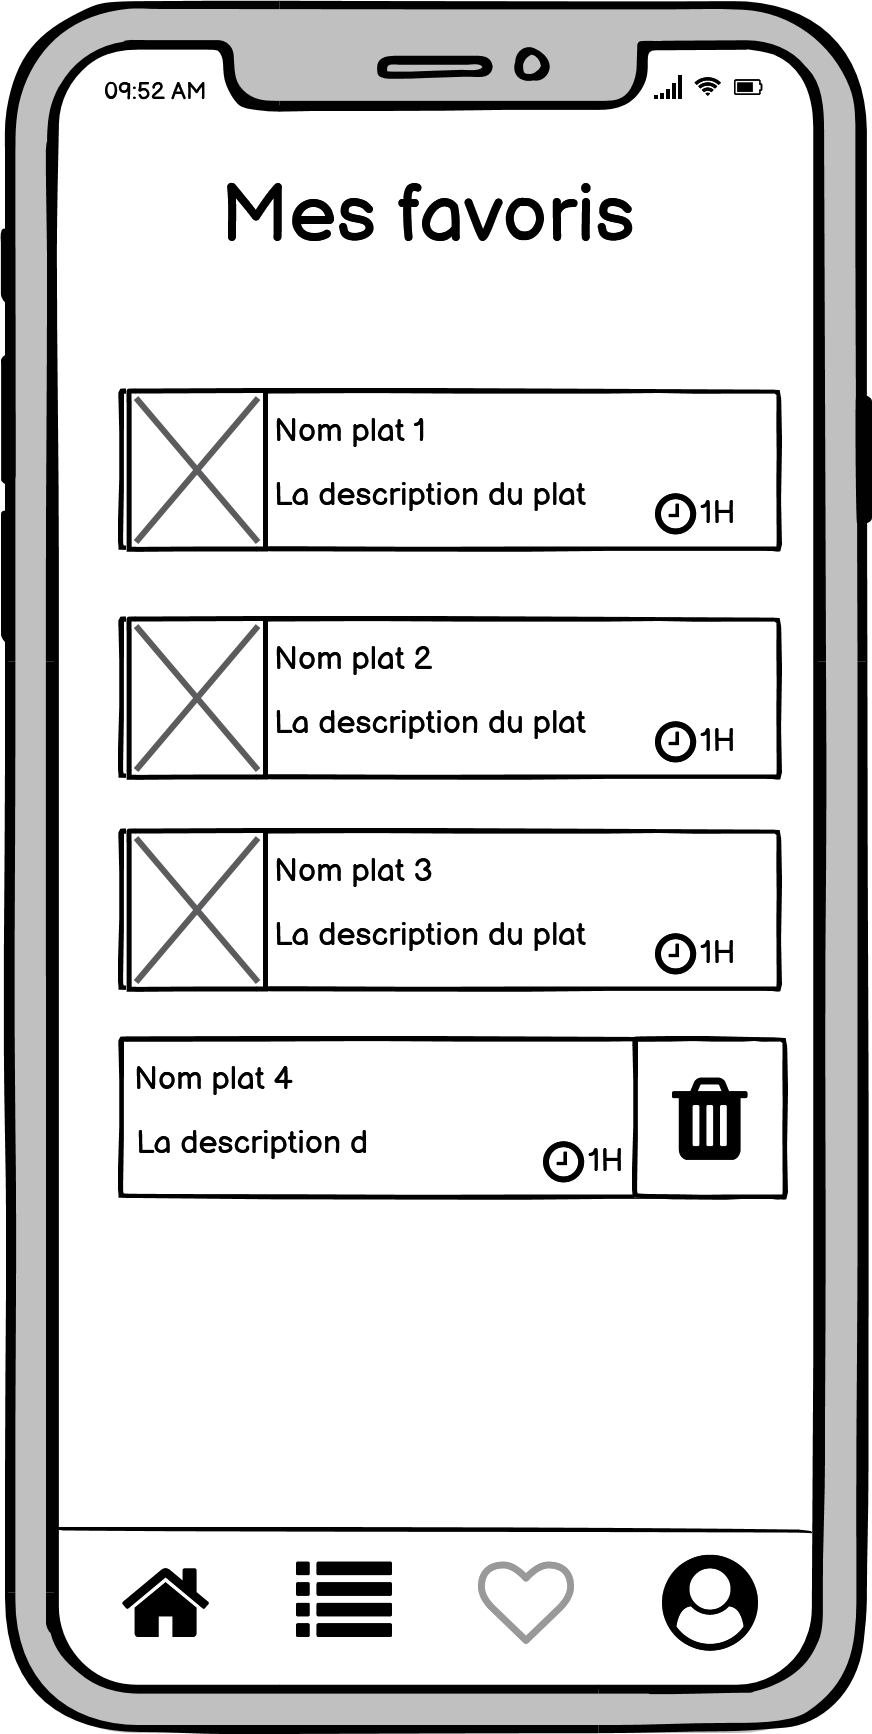 09:52 AM
Mes favoris
Nom plat 1
La description du plat
1H
Nom plat 2
La description du plat
1H
Nom plat 3
La description du plat
1H
Nom plat 4
La description d
1H